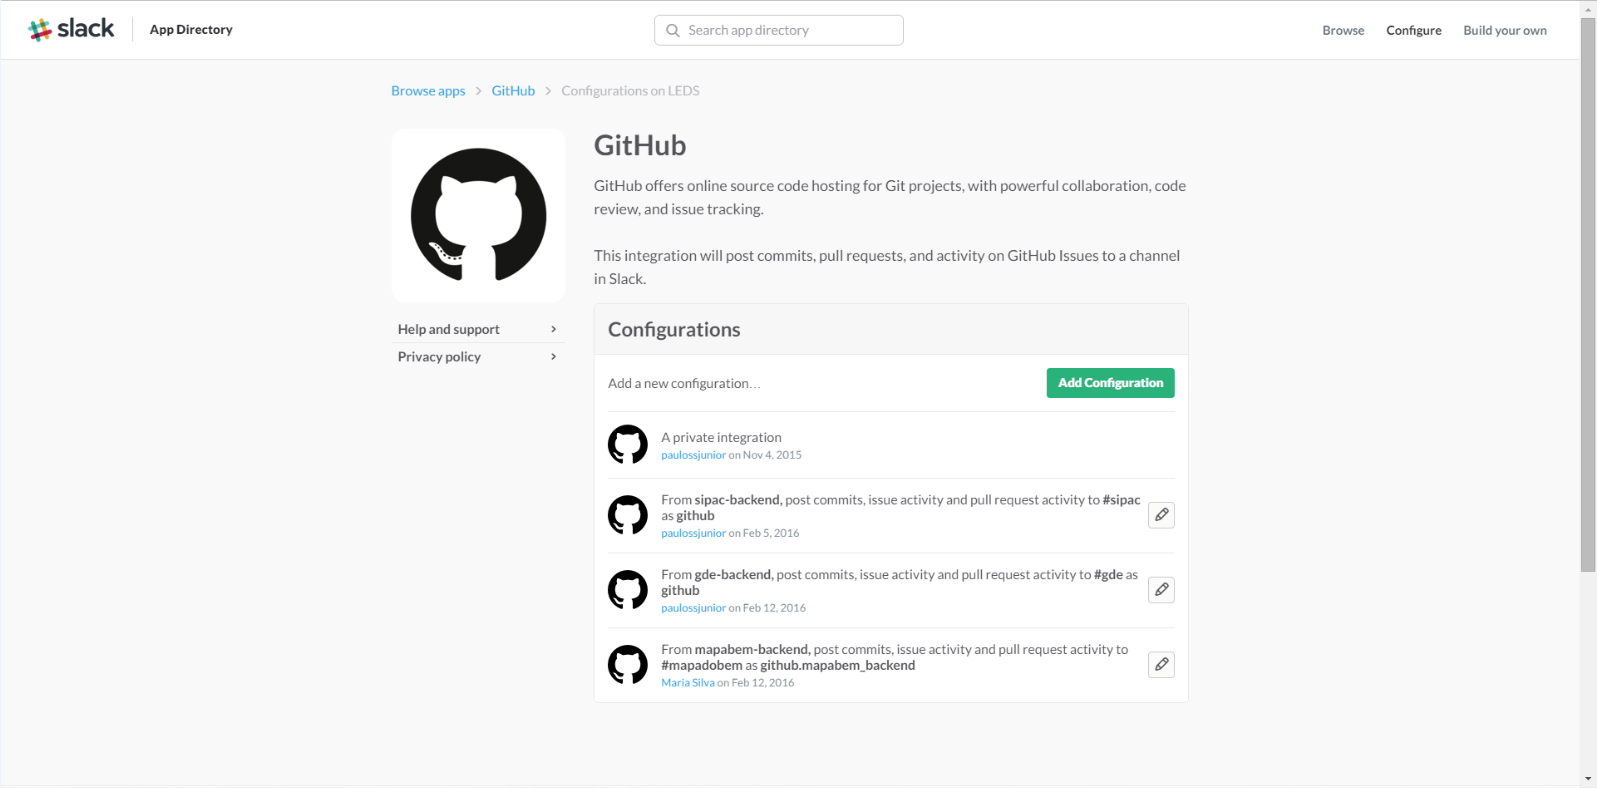 slack App Directory
Search app directory
Browse Configure Build your own
Browse apps > GitHub > Configurations on LEDS
GitHub
GitHub offers online source code hosting for Git projects, with powerful collaboration, code
review, and issue tracking.
This integration will post commits, pull requests, and activity on GitHub Issues to a channel
in Slack.
Help and support
Privacy policy
Configurations
Add a new configuration…
Add Configuration
A private integration
paulossjunior on Nov 4, 2015
From sipac-backend, post commits, issue activity and pull request activity to #sipac
as github
paulossjunior on Feb 5, 2016
From gde-backend, post commits, issue activity and pull request activity to #gde as
github
paulossjunior on Feb 12, 2016
From mapabem-backend, post commits, issue activity and pull request activity to
#mapadobem as github.mapabem_backend
Maria Silva on Feb 12, 2016